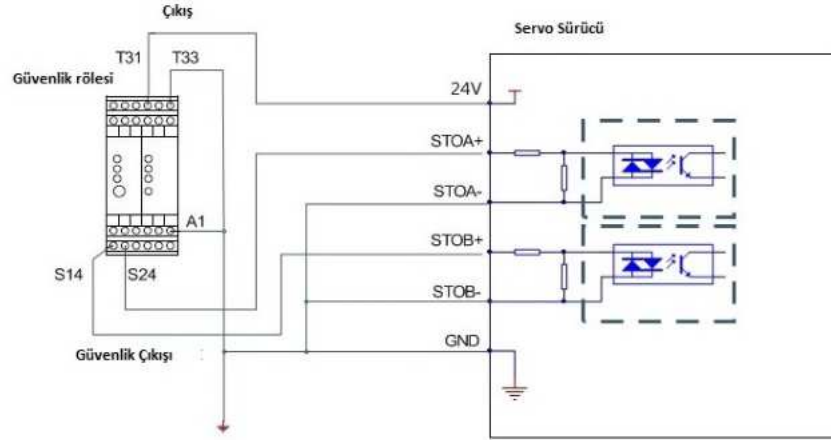 Çıkış
Servo Sürücü
T31 T33
Güvenlik rölesi
24V
STOA+
STOA-
A1
STOB+
S14 S24
STOB-
GND
Güvenlik Çıkışı